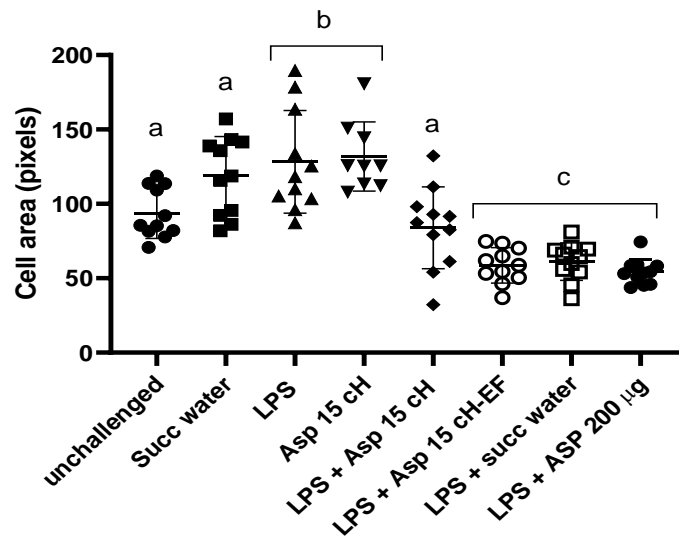 b
200
a
150
a
a
c
100
50
0
Cell area (pixels)
unchallenged
Succ water
LPS
Asp 15 cH
LPS + Asp 15 cH
LPS + Asp 15 cH-EF
LPS + succ water
LPS + ASP 200 μg